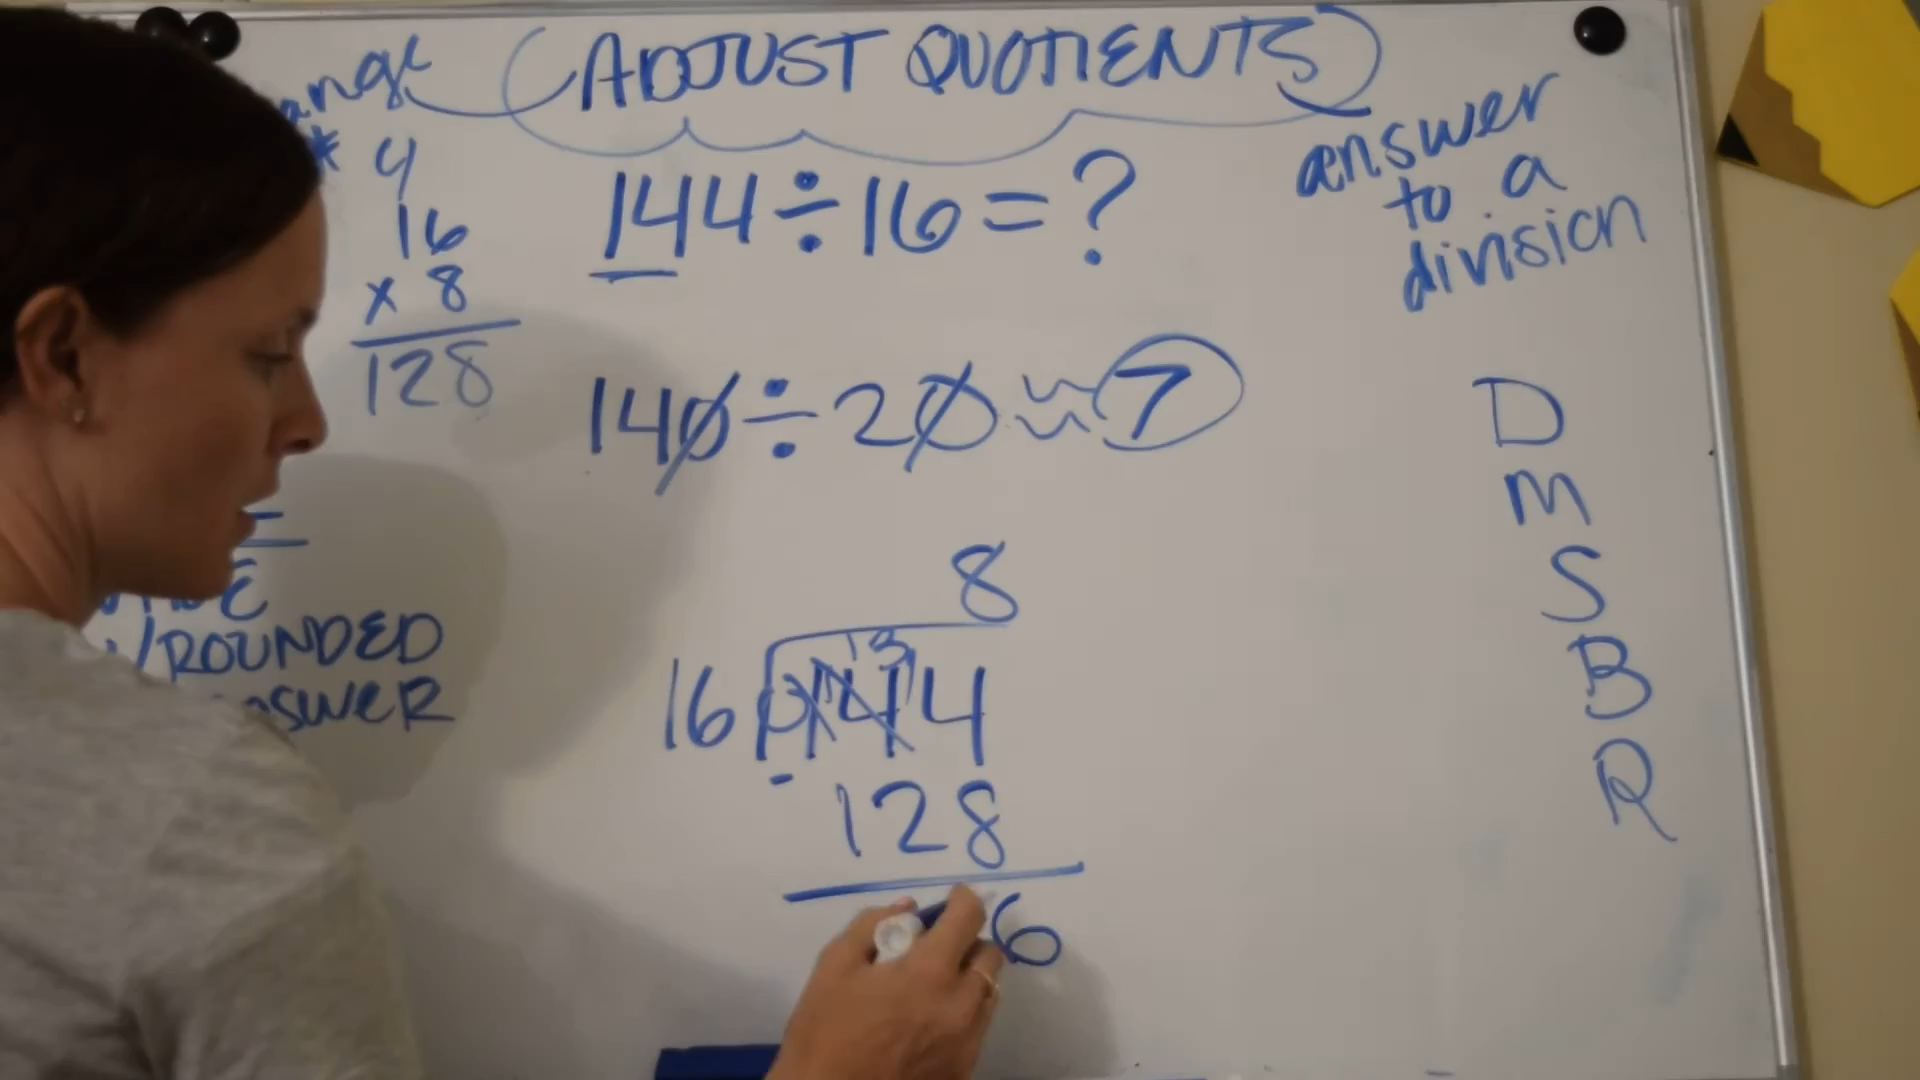 ADJUST QUOTIENTS
* 4
16
x 8
128
144 ÷ 16 = ?
answer
to a
division
140 ÷ 20 ≈ 7
D
M
S
B
R
/ROUNDED
8
13
16 144
- 128
6